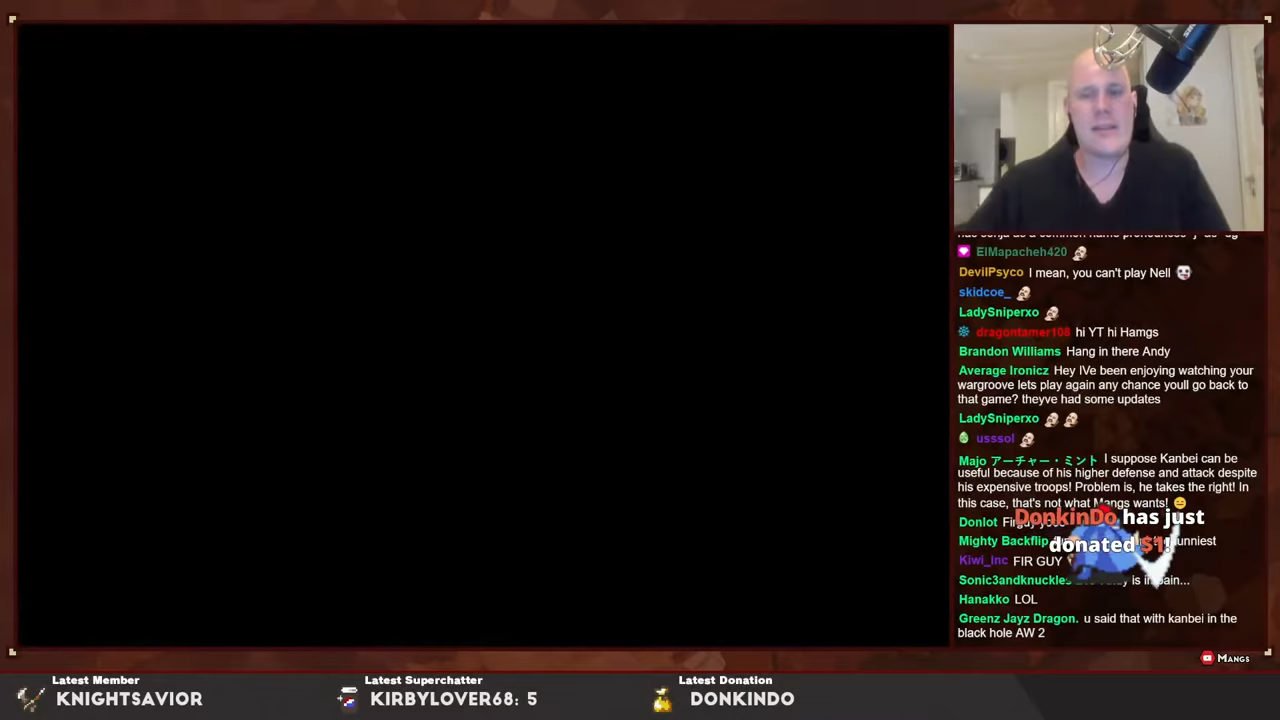 ElMapacheh420
DevilPsyco I mean, you can't play Nell
skidcoe_
LadySniperxo
dragontamer108 hi YT hi Hamgs
Brandon Williams Hang in there Andy
Average Ironicz Hey IVe been enjoying watching your
wargroove lets play again any chance youll go back to
that game? theyve had some updates
LadySniperxo
usssol
Majo アーチャー・ミント I suppose Kanbei can be
useful because of his higher defense and attack despite
his expensive troops! Problem is, he takes the right! In
this case, that's not what Mangs wants!
DonkinDo has just
donated $1!
Donlot
Mighty Backflip
Kiwi_Inc FIR GUY
Sonic3andknuckles is in pain...
Hanakko LOL
Greenz Jayz Dragon. u said that with kanbei in the
black hole AW 2
Mangs
Latest Member
KNIGHTSAVIOR
Latest Superchatter
KIRBYLOVER68: 5
Latest Donation
DONKINDO